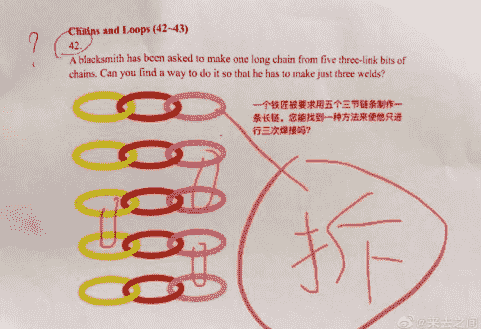 ?
Chains and Loops (42–43)
42.
A blacksmith has been asked to make one long chain from five three-link bits of
chains. Can you find a way to do it so that he has to make just three welds?
一个铁匠被要求用五个三节链条制作一
条长链。您能找到一种方法来使他只进
行三次焊接吗?
拆